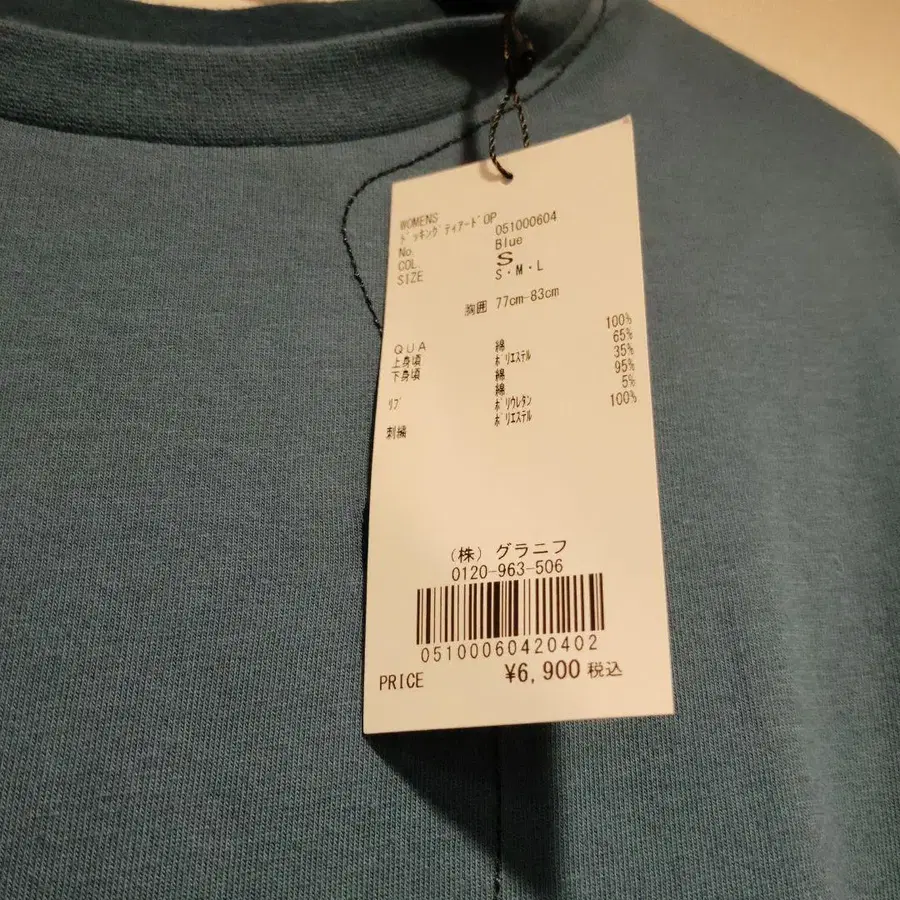 WOMENS
ﾄﾞｯｷﾝｸﾞﾃｨｱｰﾄﾞOP
No. 051000604
COL Blue
SIZE S
S・M・L
胸囲 77cm-83cm
QUA
上身頃 綿 100%
下身頃 ﾎﾟﾘｴｽﾃﾙ 65%
綿 35%
ﾘﾌﾞ 綿 95%
ﾎﾟﾘｳﾚﾀﾝ 5%
刺繍 ﾎﾟﾘｴｽﾃﾙ 100%
(株) グラニフ
0120-963-506
05100060420402
PRICE ¥6,900 税込